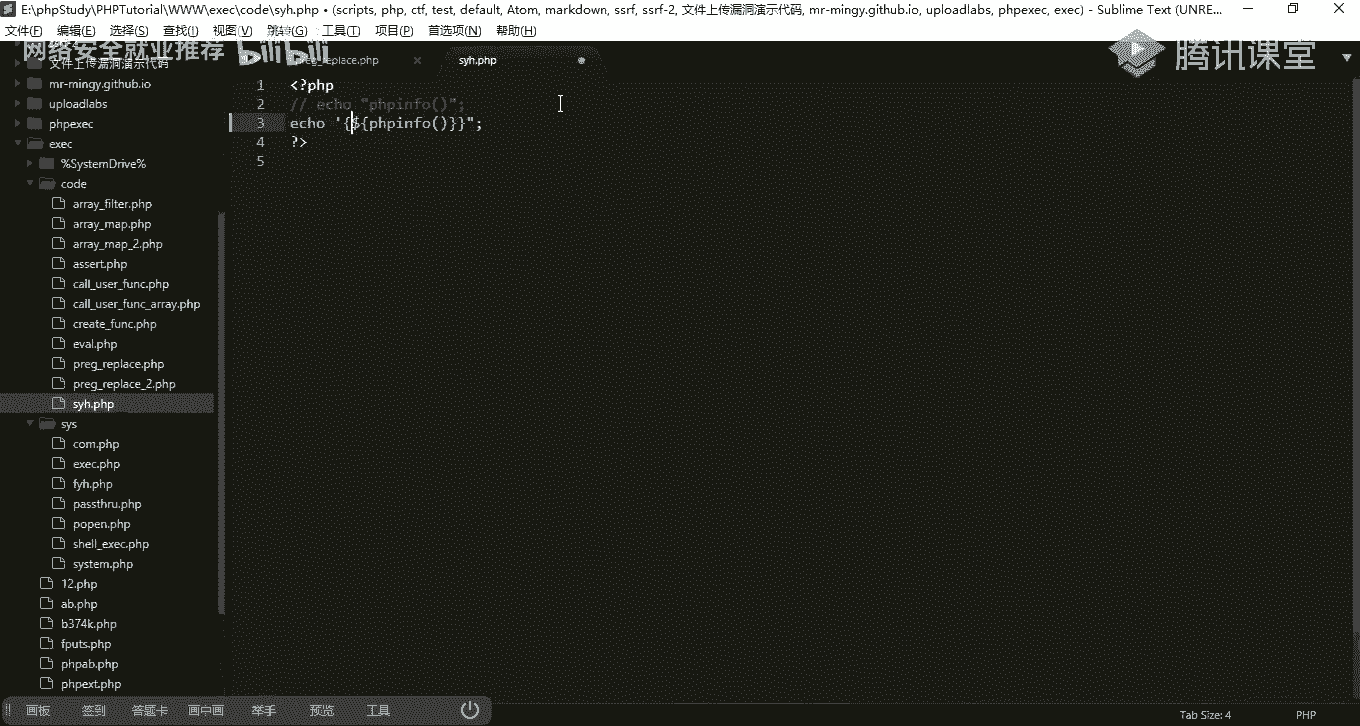 E:\phpStudy\PHPTutorial\WWW\exec\code\syh.php • (scripts, php, ctf, test, default, Atom, markdown, ssrf, ssrf-2, 文件上传漏洞演示代码, mr-mingy.github.io, uploadlabs, phpexec, exec) - Sublime Text (UNRE...
文件(F) 编辑(E) 选择(S) 查找(I) 视图(V) 跳转(G) 工具(T) 项目(P) 首选项(N) 帮助(H)
网络安全就业推荐 bilibili
腾讯课堂
preg_replace.php × syh.php
文件上传漏洞演示代码
mr-mingy.github.io
uploadlabs
phpexec
exec
%SystemDrive%
code
array_filter.php
array_map.php
array_map_2.php
assert.php
call_user_func.php
call_user_func_array.php
create_func.php
eval.php
preg_replace.php
preg_replace_2.php
syh.php
sys
com.php
exec.php
fyh.php
passthru.php
popen.php
shell_exec.php
system.php
12.php
ab.php
b374k.php
fputs.php
phpab.php
phpext.php
1 <?php
2 // echo "phpinfo()";
3 echo '{${phpinfo()}}";
4 ?>
5
画板 签到 答题卡 画中画 举手 预览 工具
Tab Size: 4 PHP